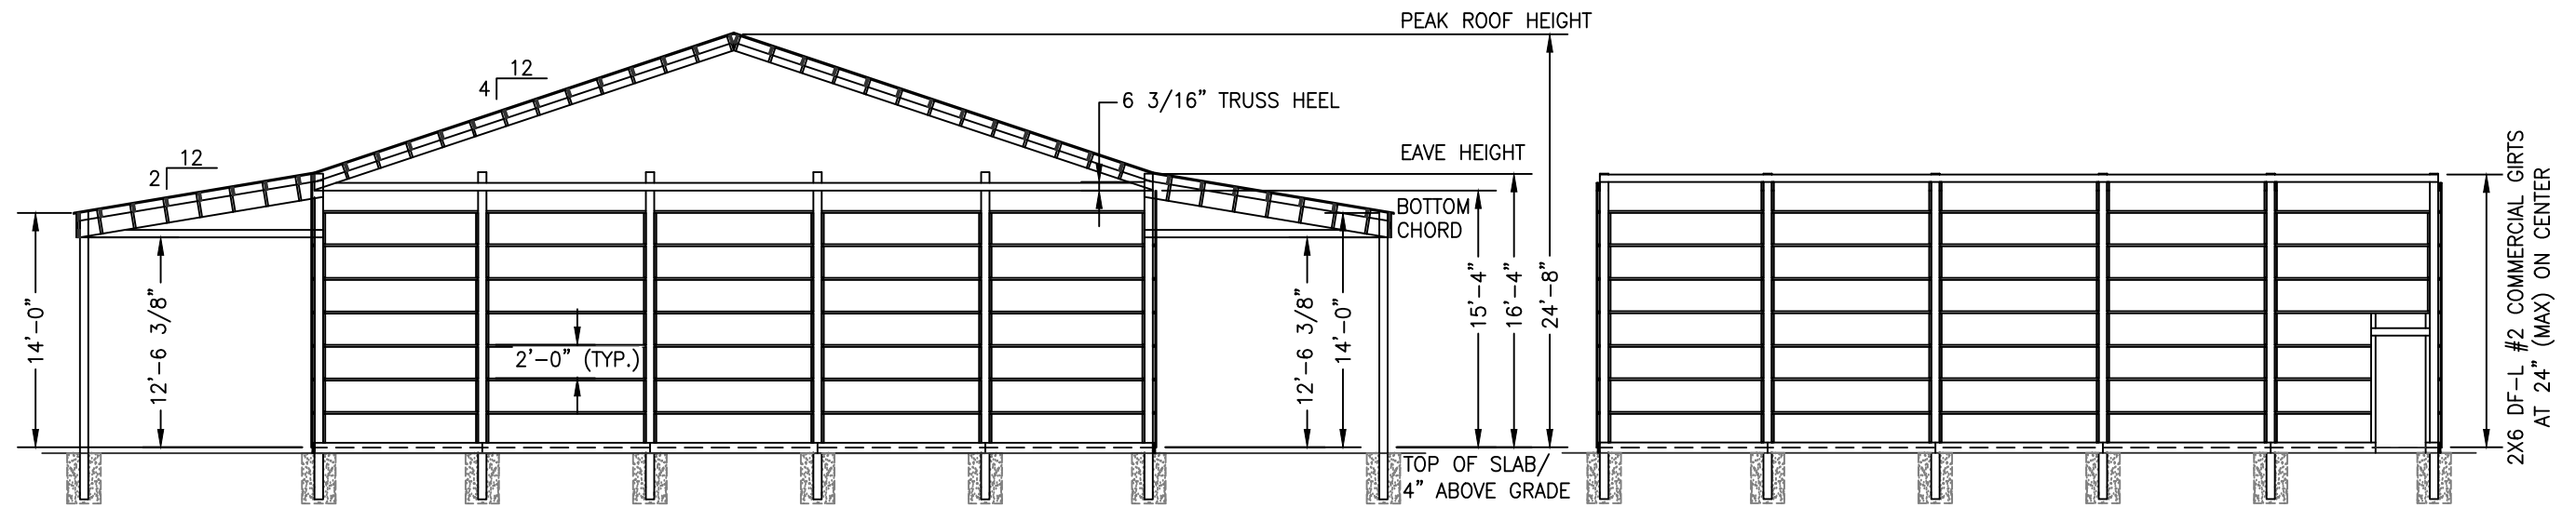 PEAK ROOF HEIGHT
12
4
6 3/16” TRUSS HEEL
EAVE HEIGHT
12
2
BOTTOM
CHORD
14’-0”
12’-6 3/8”
2’-0” (TYP.)
12’-6 3/8”
14’-0”
15’-4”
16’-4”
24’-8”
TOP OF SLAB/
4” ABOVE GRADE
2X6 DF-L #2 COMMERCIAL GIRTS
AT 24” (MAX) ON CENTER